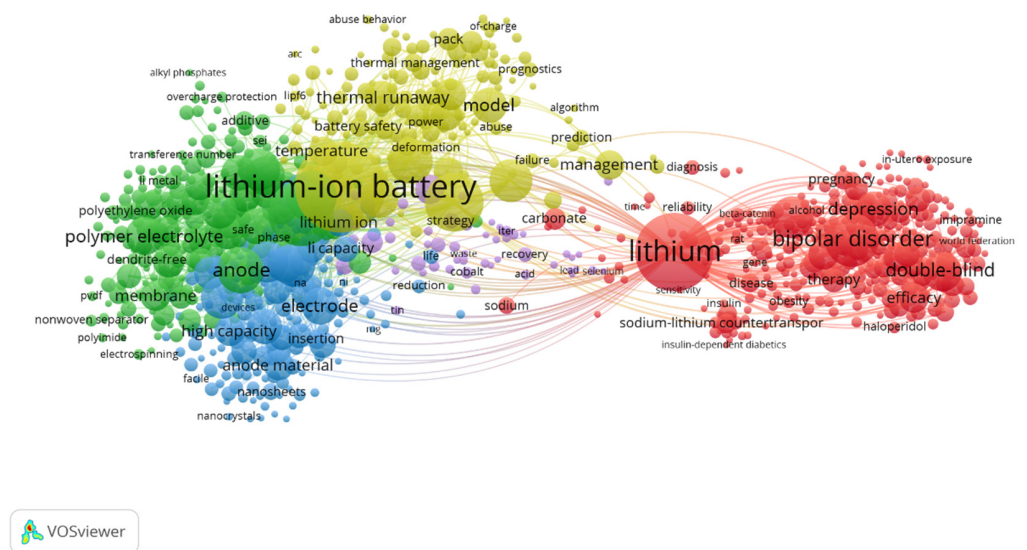 abuse behavior
of-charge
pack
arc
thermal management
prognostics
alkyl phosphates
overcharge protection
lipf6
thermal runaway
model
algorithm
additive
battery safety
power
abuse
prediction
sei
temperature
deformation
transference number
failure
management
diagnosis
in-utero exposure
li metal
lithium-ion battery
pregnancy
polyethylene oxide
lithium ion
strategy
carbonate
time
reliability
beta-catenin
alcohol
depression
imipramine
polymer electrolyte
safe
phase
iter
rat
bipolar disorder
world federation
dendrite-free
li capacity
life
waste
recovery
lithium
gene
anode
cobalt
acid
lead
selenium
disease
therapy
double-blind
na
ni
reduction
sensitivity
pvdf
membrane
devices
electrode
tin
sodium
insulin
obesity
efficacy
nonwoven separator
high capacity
mg
sodium-lithium countertranspor
haloperidol
polyimide
insertion
insulin-dependent diabetics
electrospinning
anode material
facile
nanosheets
nanocrystals
VOSviewer